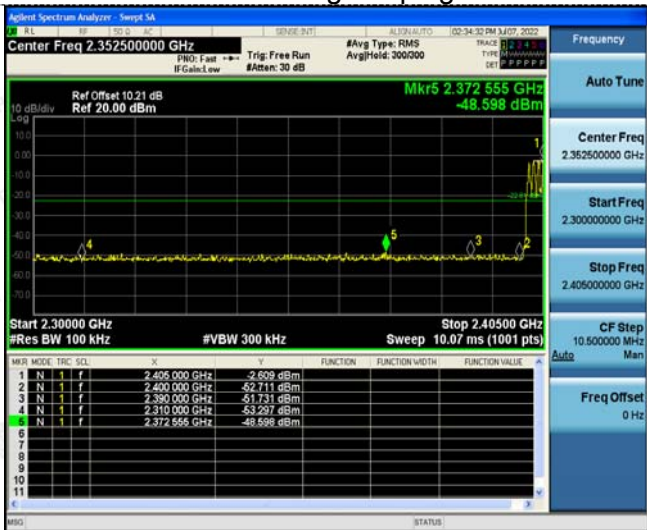 Agilent Spectrum Analyzer - Swept SA
RL RF 50 Ω AC SENSE:INT ALIGNAUTO 02:34:32 PM Jul 07, 2022
Center Freq 2.352500000 GHz
PNO: Fast
IFGain:Low
Trig: Free Run
#Atten: 30 dB
#Avg Type: RMS
Avg|Hold: 300/300
TRACE 1 2 3 4 5 6
TYPE
DET P P P P P P
Frequency
Auto Tune
Center Freq
2.352500000 GHz
Start Freq
2.300000000 GHz
Stop Freq
2.405000000 GHz
CF Step
10.500000 MHz
Auto Man
Freq Offset
0 Hz
Mkr5 2.372 555 GHz
-48.598 dBm
Ref Offset 10.21 dB
Ref 20.00 dBm
10 dB/div
Log
10.0
0.00
-10.0
-20.0
-30.0
-40.0
-50.0
-60.0
-70.0
1
2
3
4
5
Start 2.30000 GHz
Stop 2.40500 GHz
#Res BW 100 kHz #VBW 300 kHz Sweep 10.07 ms (1001 pts)
MKR MODE TRC SCL X Y FUNCTION FUNCTION WIDTH FUNCTION VALUE
1 N 1 f 2.405 000 GHz -2.609 dBm
2 N 1 f 2.400 000 GHz -52.711 dBm
3 N 1 f 2.390 000 GHz -51.731 dBm
4 N 1 f 2.310 000 GHz -53.297 dBm
5 N 1 f 2.372 555 GHz -48.598 dBm
6
7
8
9
10
11
MSG STATUS